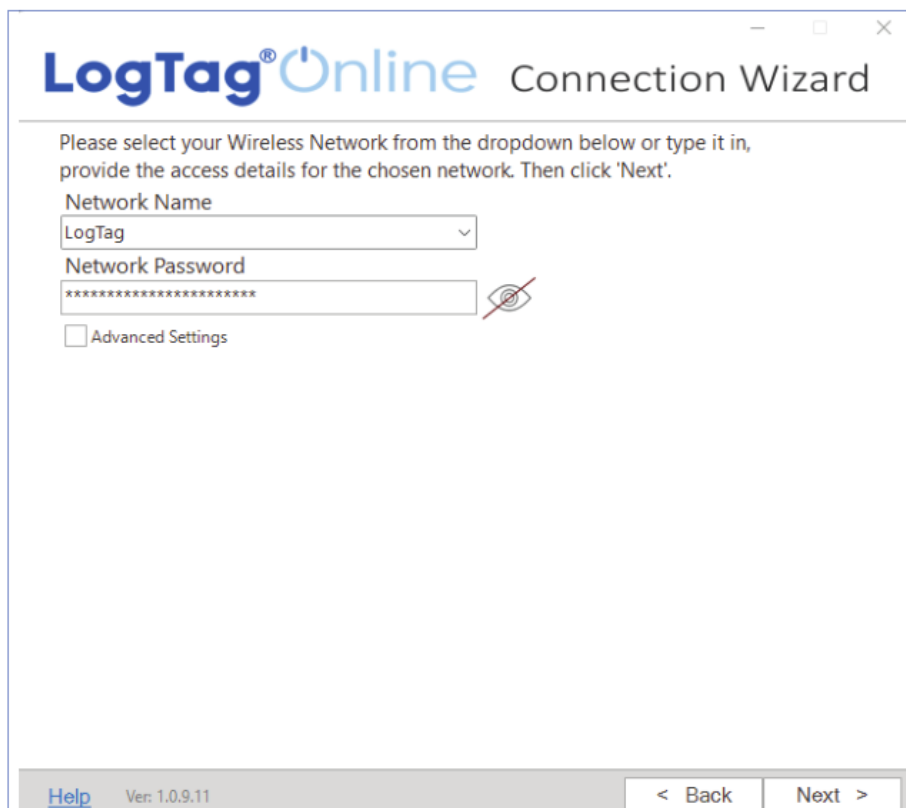 LogTag® Online Connection Wizard
Please select your Wireless Network from the dropdown below or type it in,
provide the access details for the chosen network. Then click 'Next'.
Network Name
LogTag
Network Password
***********************
Advanced Settings
Help Ver: 1.0.9.11 < Back Next >